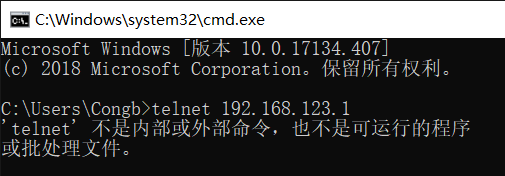 C:\Windows\system32\cmd.exe
Microsoft Windows [版本 10.0.17134.407]
(c) 2018 Microsoft Corporation。保留所有权利。
C:\Users\Congb>telnet 192.168.123.1
'telnet' 不是内部或外部命令，也不是可运行的程序
或批处理文件。